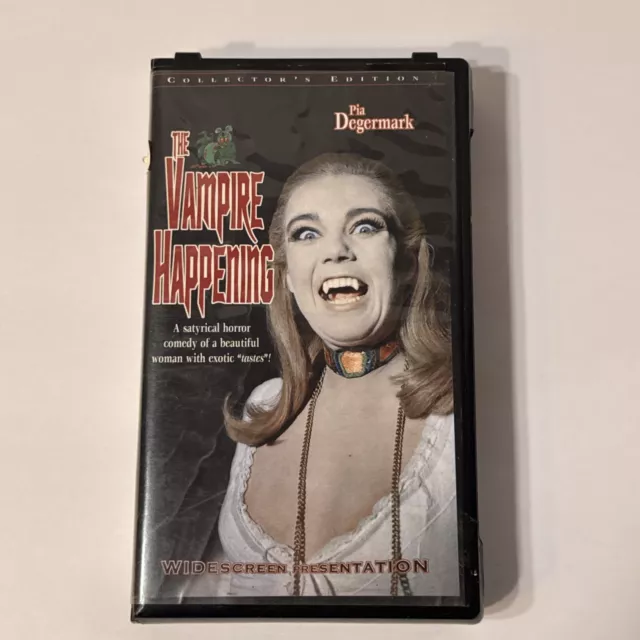 COLLECTOR'S EDITION
Pia
Degermark
THE
VAMPIRE
HAPPENING
A satyrical horror
comedy of a beautiful
woman with exotic "tastes"!
WIDESCREEN PRESENTATION